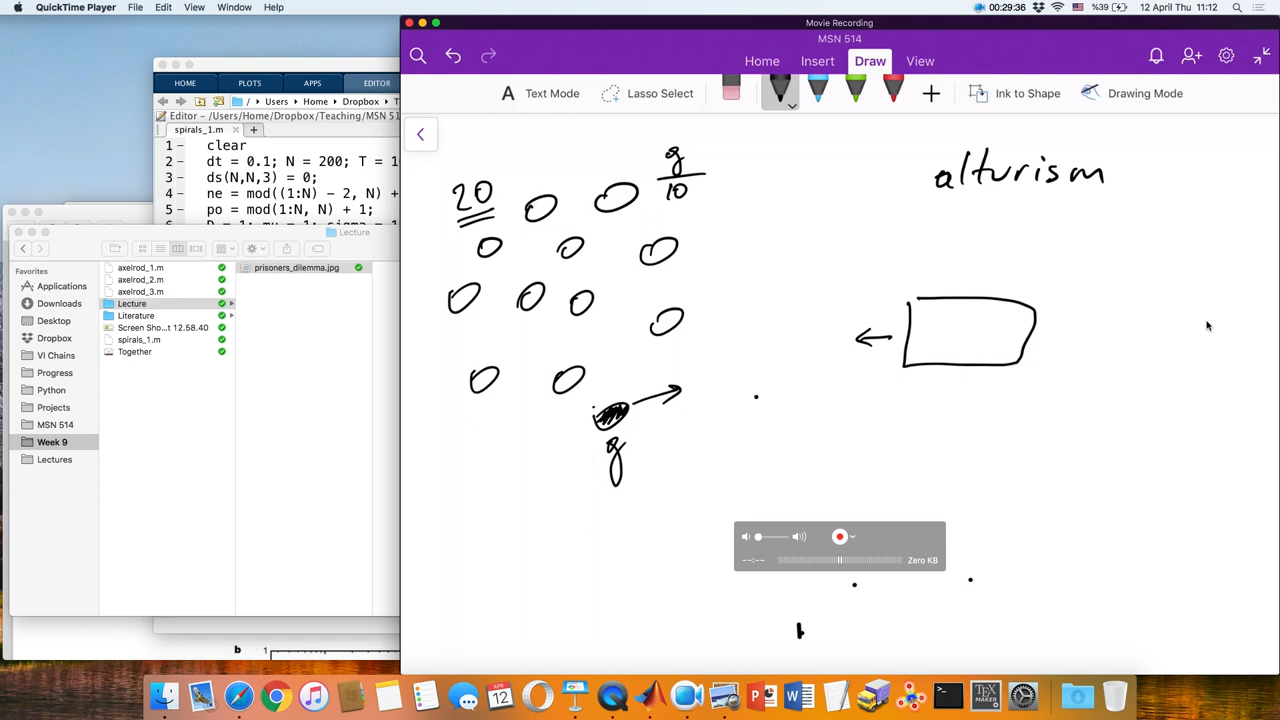 QuickTime Player File Edit View Window Help
00:29:36 39% 12 April Thu 11:12
Movie Recording
MSN 514
Home Insert Draw View
A Text Mode Lasso Select Ink to Shape Drawing Mode
HOME PLOTS APPS EDITOR
/ Users Home Dropbox T
Editor - /Users/Home/Dropbox/Teaching/MSN 51
spirals_1.m
1 clear
2 dt = 0.1; N = 200; T = 1
3 ds(N,N,3) = 0;
4 ne = mod((1:N) - 2, N) +
5 po = mod(1:N, N) + 1;
Lecture
Favorites
Applications
Downloads
Desktop
Dropbox
VI Chains
Progress
Python
Projects
MSN 514
Week 9
Lectures
axelrod_1.m
axelrod_2.m
axelrod_3.m
Lecture
Literature
Screen Sho...t 12.58.40
spirals_1.m
Together
prisoners_dilemma.jpg
20
g
10
alturism
g
--:-- Zero KB
b 1
APR
12
TEX
MAKER